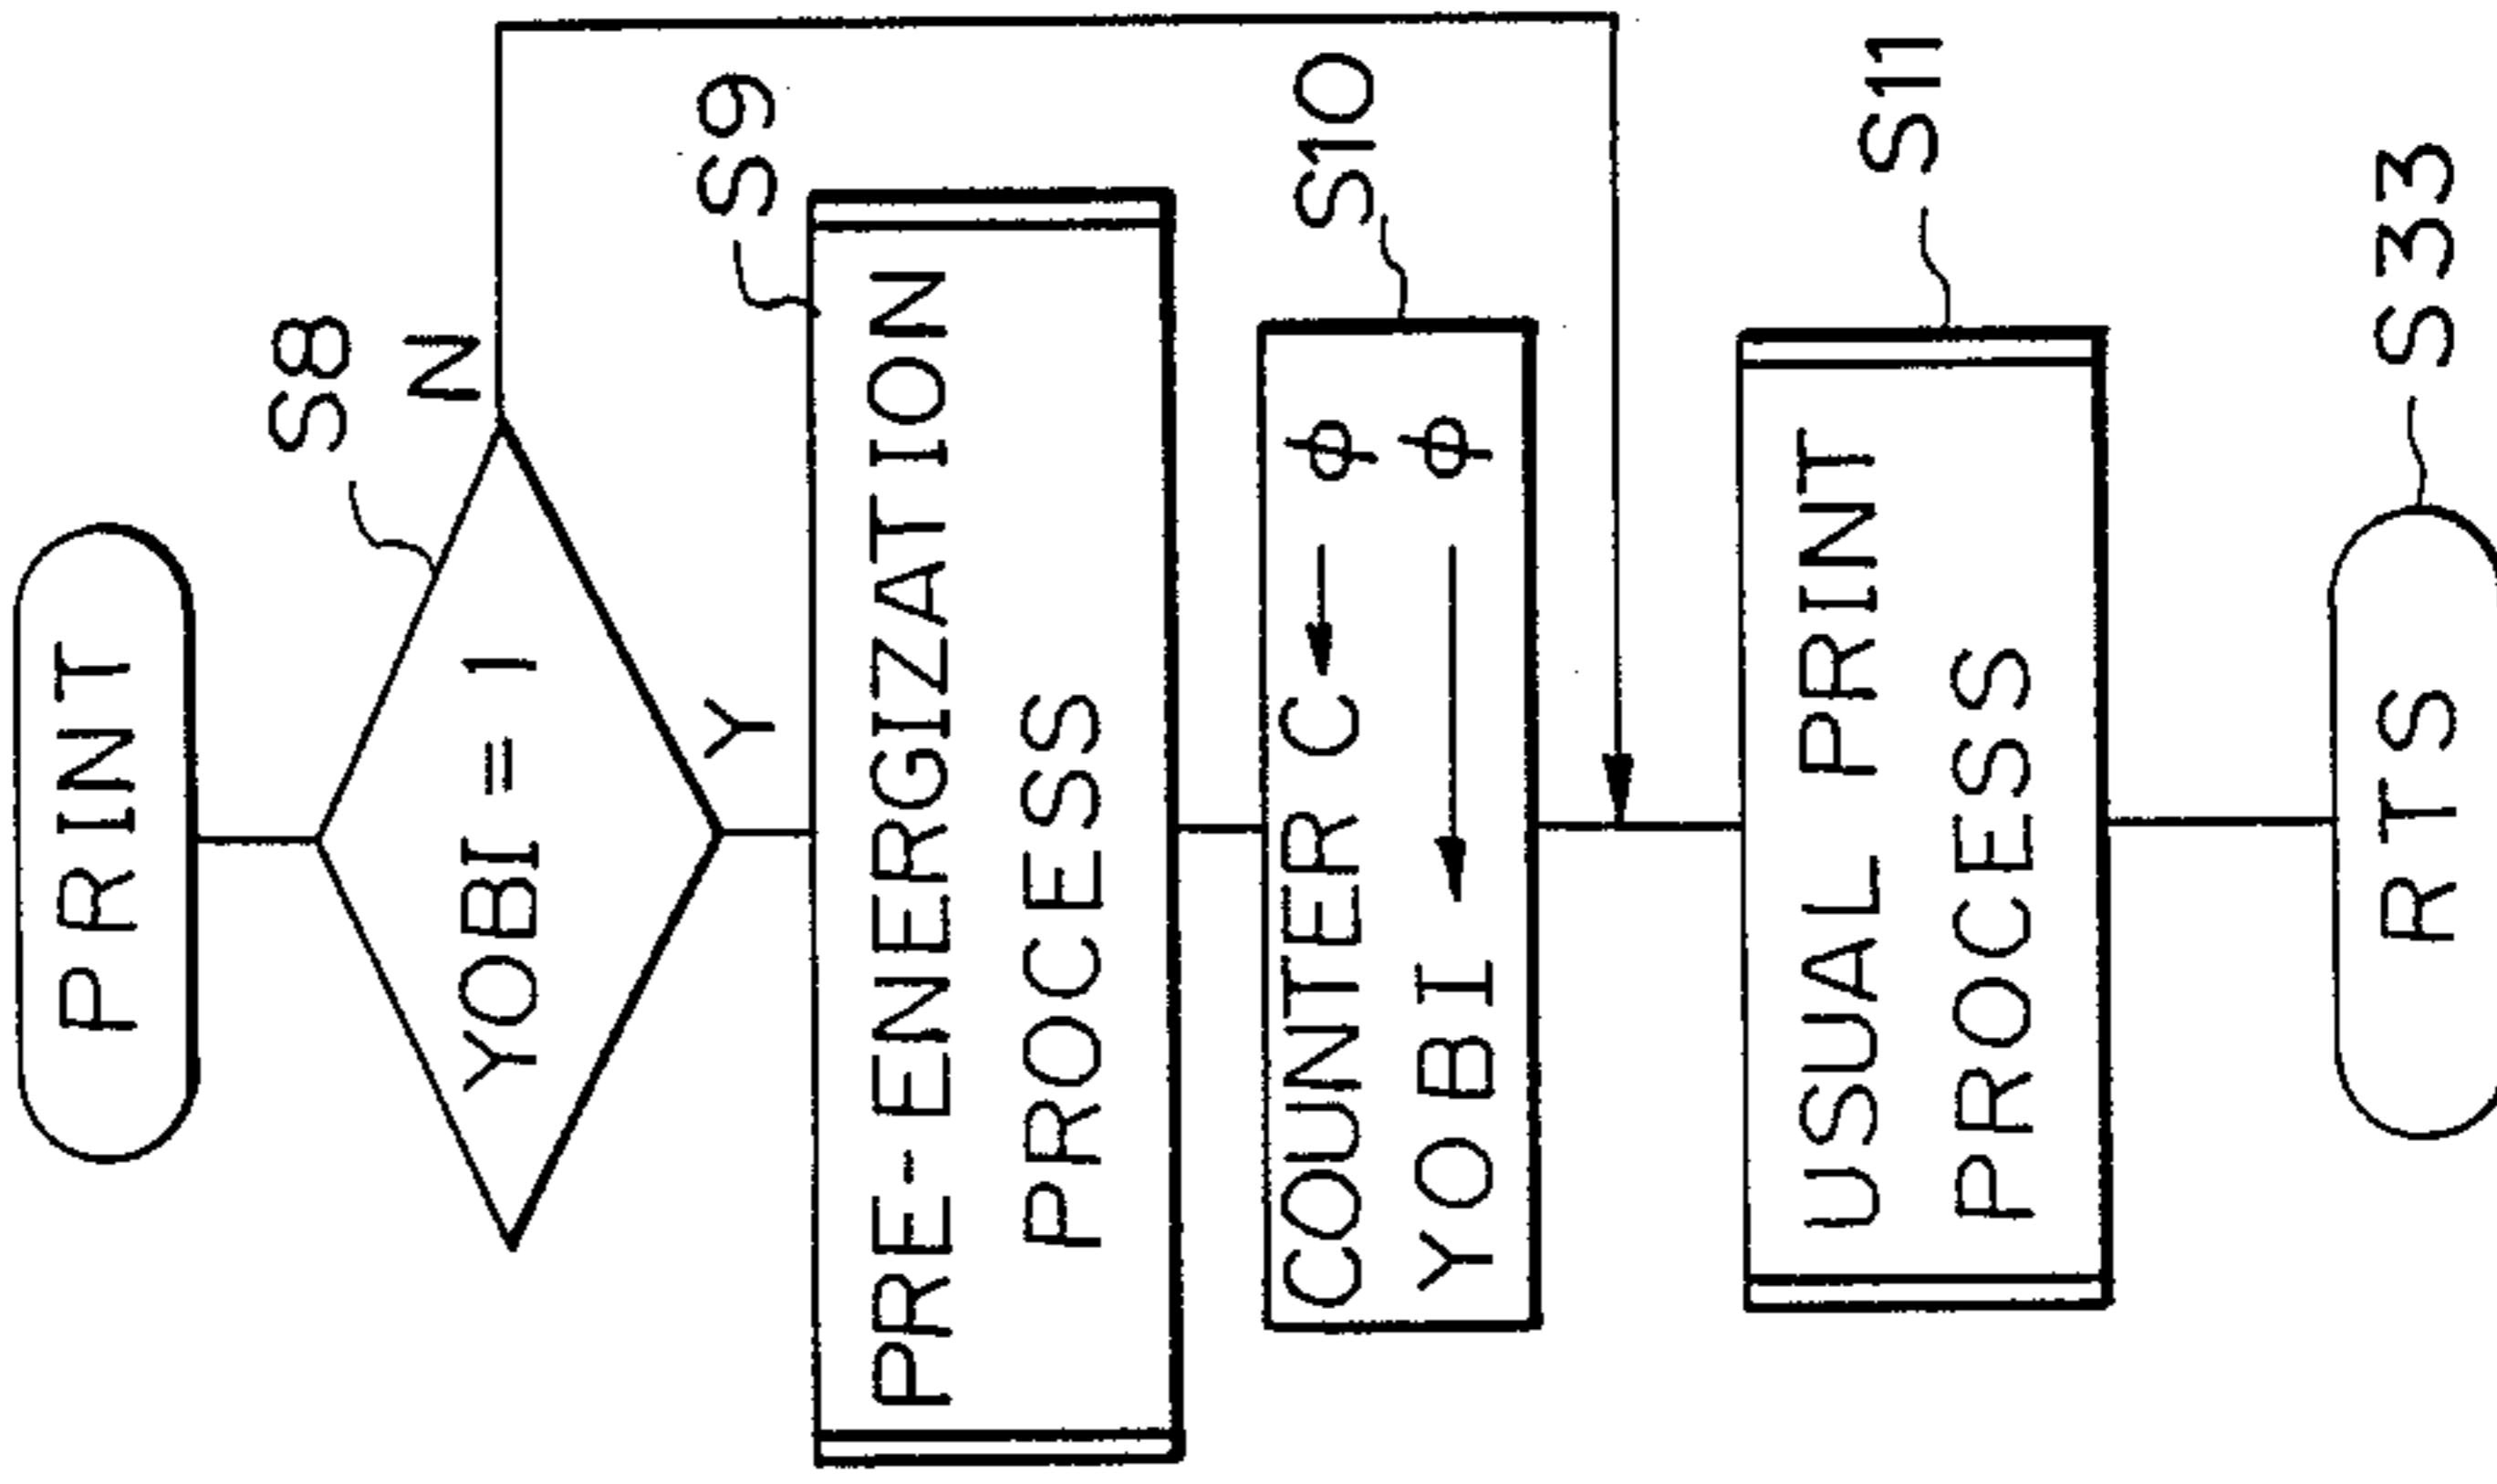 PRINT
S8
YOBI = 1
N
Y
S9
PRE-ENERGIZATION
PROCESS
S10
COUNTER C ← φ
YOBI ← φ
S11
USUAL PRINT
PROCESS
S33
RTS